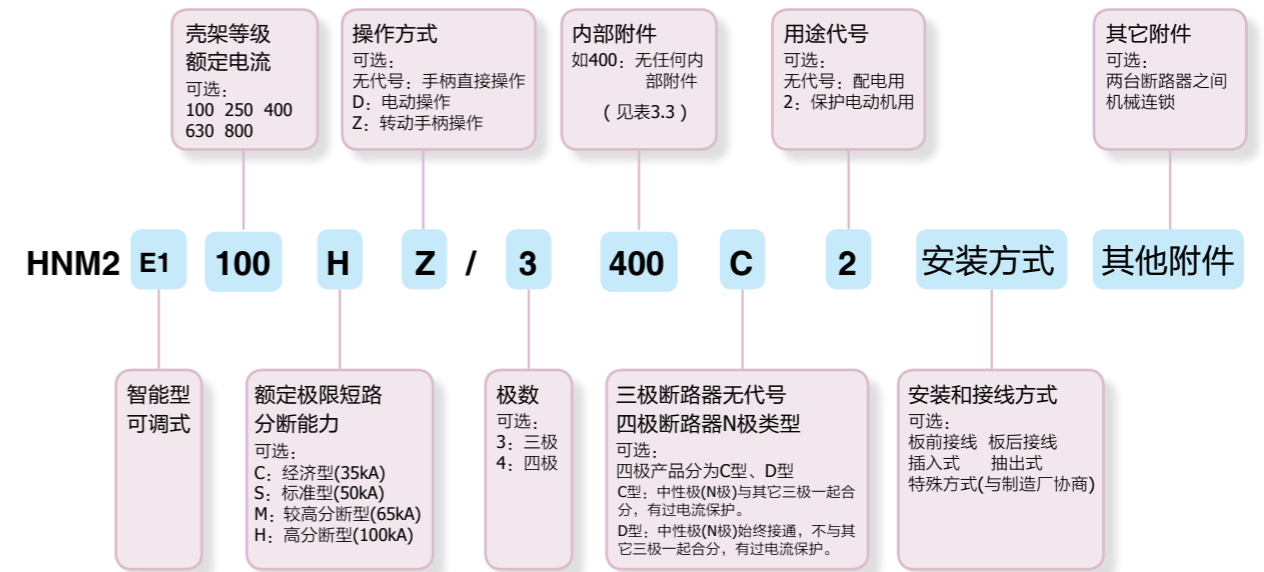 壳架等级
额定电流
可选：
100 250 400
630 800
操作方式
可选：
无代号：手柄直接操作
D：电动操作
Z：转动手柄操作
内部附件
如400：无任何内
部附件
（见表3.3）
用途代号
可选：
无代号：配电用
2：保护电动机用
其它附件
可选：
两台断路器之间
机械连锁
HNM2 E1 100 H Z / 3 400 C 2 安装方式 其他附件
智能型
可调式
额定极限短路
分断能力
可选：
C：经济型(35kA)
S：标准型(50kA)
M：较高分断型(65kA)
H：高分断型(100kA)
极数
可选：
3：三极
4：四极
三极断路器无代号
四极断路器N极类型
可选：
四极产品分为C型、D型
C型：中性极(N极)与其它三极一起合
分，有过电流保护。
D型：中性极(N极)始终接通，不与其
它三极一起合分，有过电流保护。
安装和接线方式
可选：
板前接线 板后接线
插入式 抽出式
特殊方式(与制造厂协商)